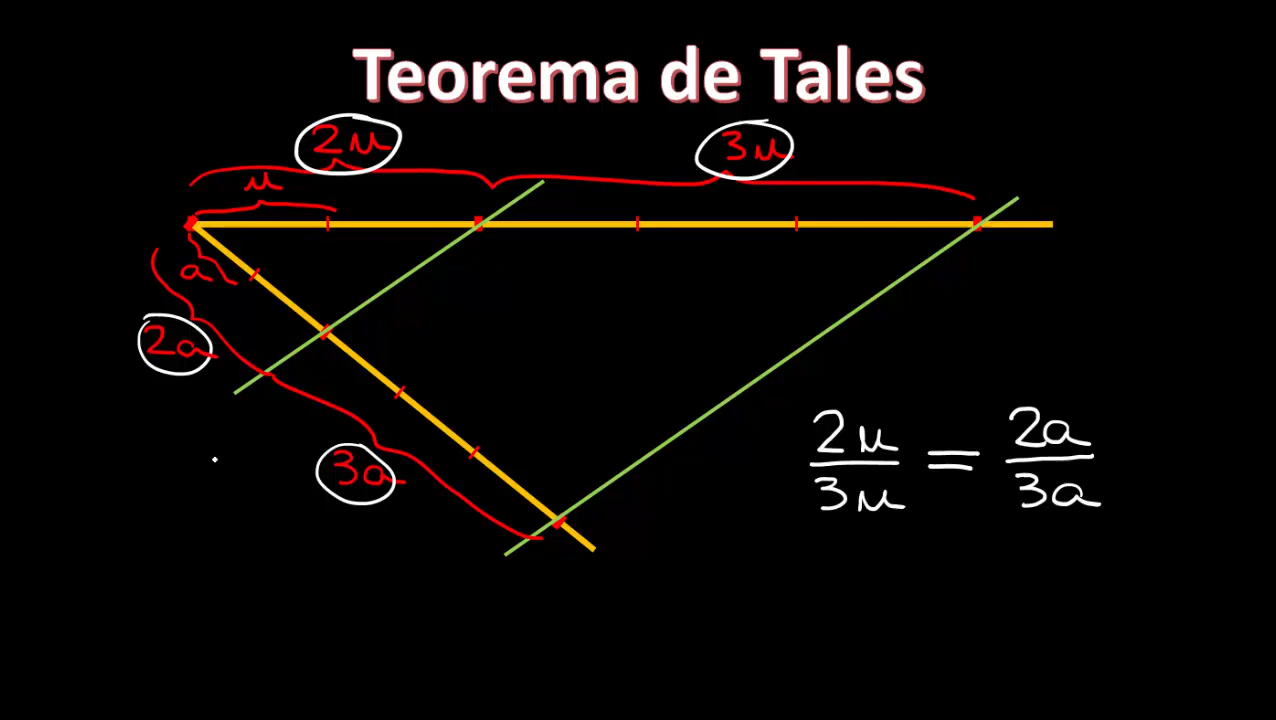 Teorema de Tales
2u
3u
u
a
2a
3a
2u/3u = 2a/3a